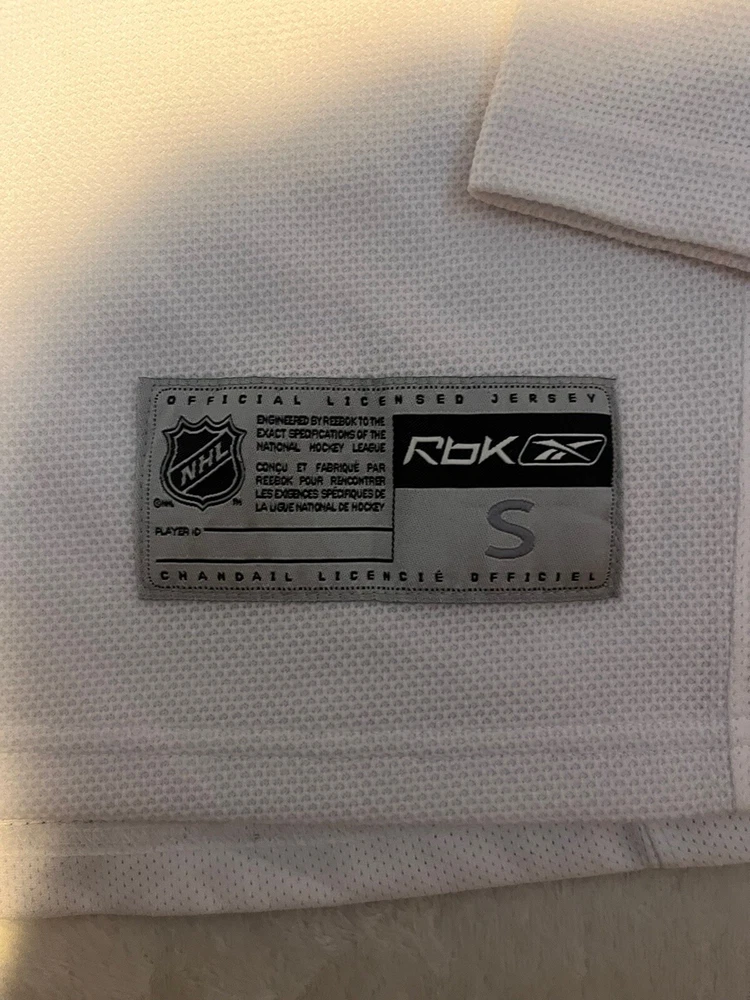 OFFICIAL LICENSED JERSEY
NHL
ENGINEERED BY REEBOK TO THE
EXACT SPECIFICATIONS OF THE
NATIONAL HOCKEY LEAGUE
CONÇU ET FABRIQUÉ PAR
REEBOK POUR RENCONTRER
LES EXIGENCES SPÉCIFIQUES DE
LA LIGUE NATIONAL DE HOCKEY
©NHL
TM
PLAYER ID
Rbk
S
CHANDAIL LICENCIÉ OFFICIEL